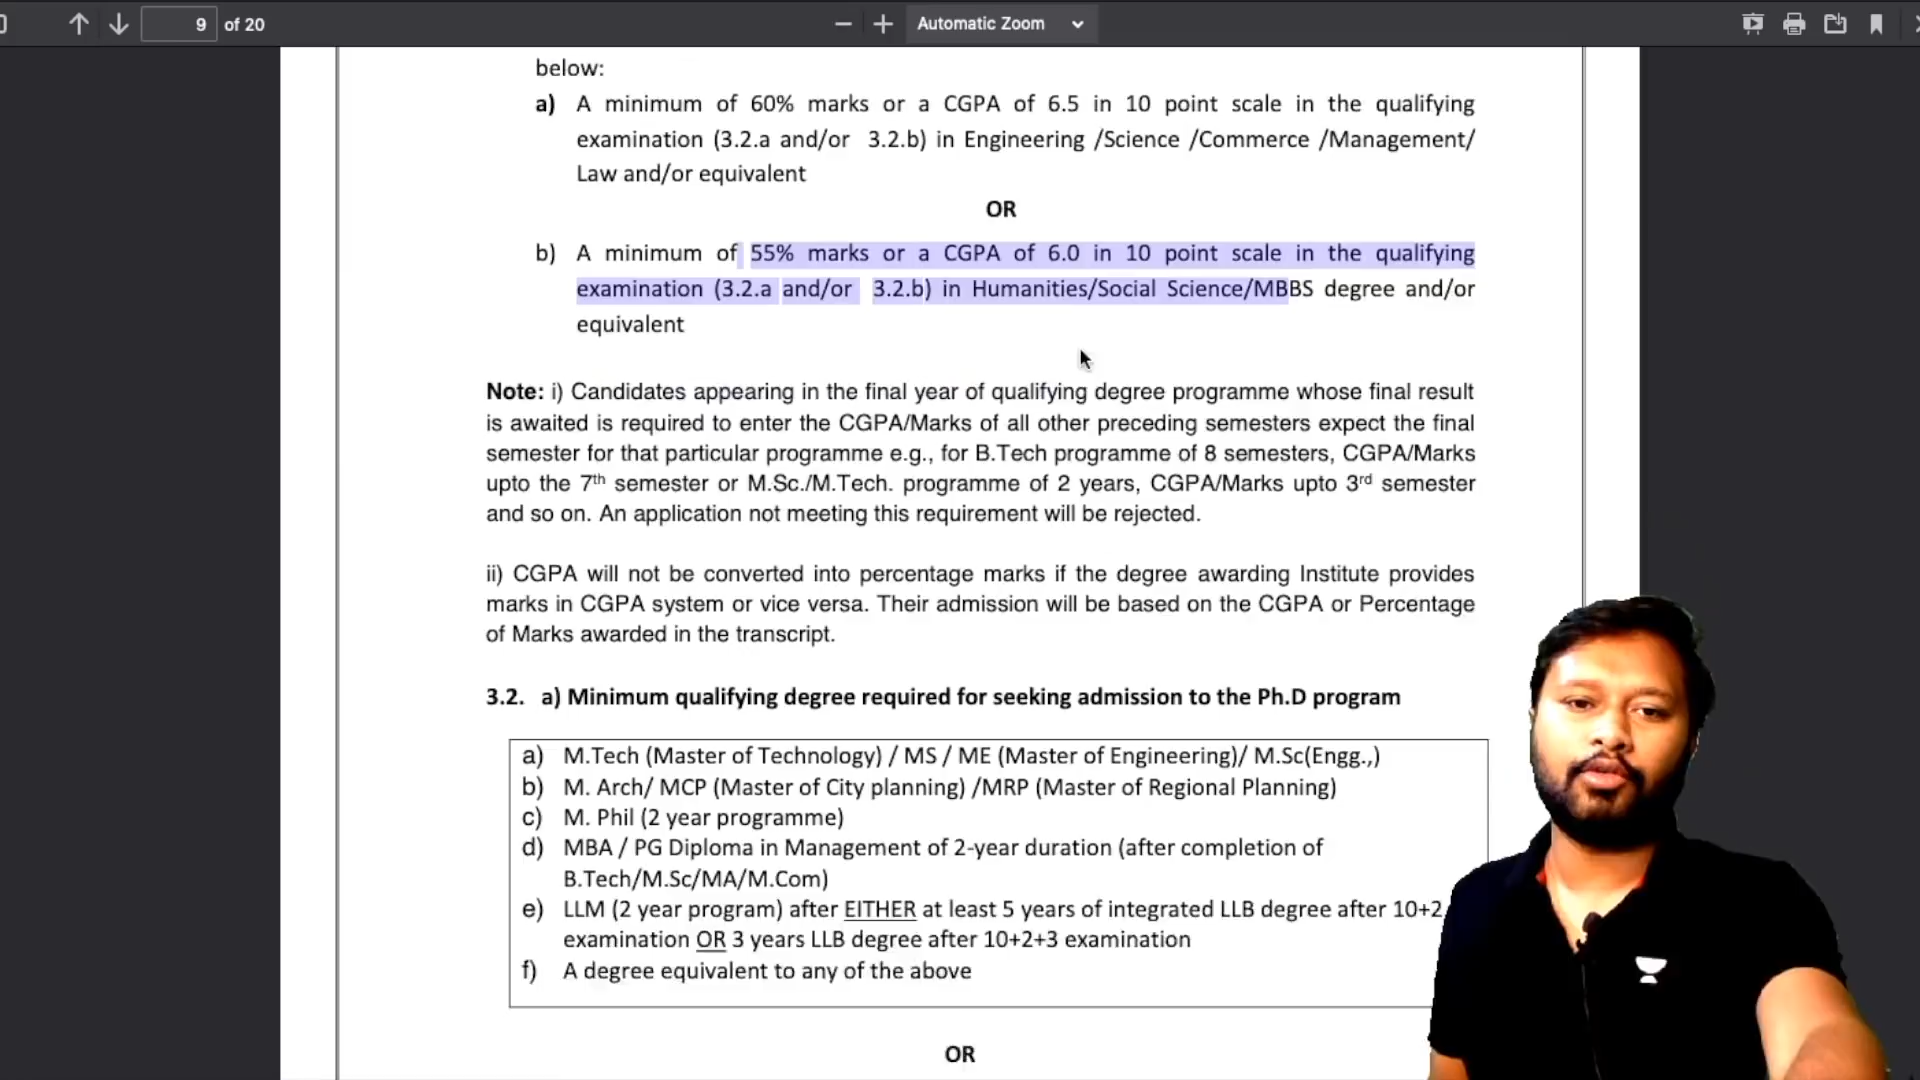 9 of 20
Automatic Zoom
below:
a) A minimum of 60% marks or a CGPA of 6.5 in 10 point scale in the qualifying
examination (3.2.a and/or 3.2.b) in Engineering /Science /Commerce /Management/
Law and/or equivalent
OR
b) A minimum of 55% marks or a CGPA of 6.0 in 10 point scale in the qualifying
examination (3.2.a and/or 3.2.b) in Humanities/Social Science/MBBS degree and/or
equivalent
Note: i) Candidates appearing in the final year of qualifying degree programme whose final result
is awaited is required to enter the CGPA/Marks of all other preceding semesters expect the final
semester for that particular programme e.g., for B.Tech programme of 8 semesters, CGPA/Marks
upto the 7th semester or M.Sc./M.Tech. programme of 2 years, CGPA/Marks upto 3rd semester
and so on. An application not meeting this requirement will be rejected.
ii) CGPA will not be converted into percentage marks if the degree awarding Institute provides
marks in CGPA system or vice versa. Their admission will be based on the CGPA or Percentage
of Marks awarded in the transcript.
3.2. a) Minimum qualifying degree required for seeking admission to the Ph.D program
a) M.Tech (Master of Technology) / MS / ME (Master of Engineering)/ M.Sc(Engg.,)
b) M. Arch/ MCP (Master of City planning) /MRP (Master of Regional Planning)
c) M. Phil (2 year programme)
d) MBA / PG Diploma in Management of 2-year duration (after completion of
B.Tech/M.Sc/MA/M.Com)
e) LLM (2 year program) after EITHER at least 5 years of integrated LLB degree after 10+2
examination OR 3 years LLB degree after 10+2+3 examination
f) A degree equivalent to any of the above
OR